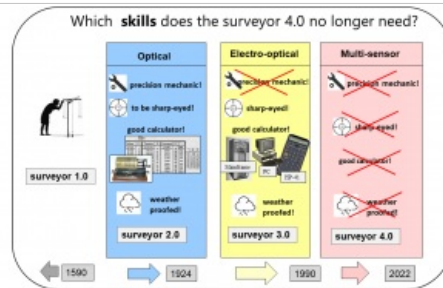 Which skills does the surveyor 4.0 no longer need?
Optical
precision mechanic!
to be sharp-eyed!
good calculator!
weather
proofed!
surveyor 2.0
Electro-optical
precision mechanic!
sharp-eyed!
good calculator!
PC
weather
proofed!
surveyor 3.0
Multi-sensor
precision mechanic!
sharp-eyed!
good calculator!
weather
proofed!
surveyor 4.0
surveyor 1.0
1590
1924
1990
2022